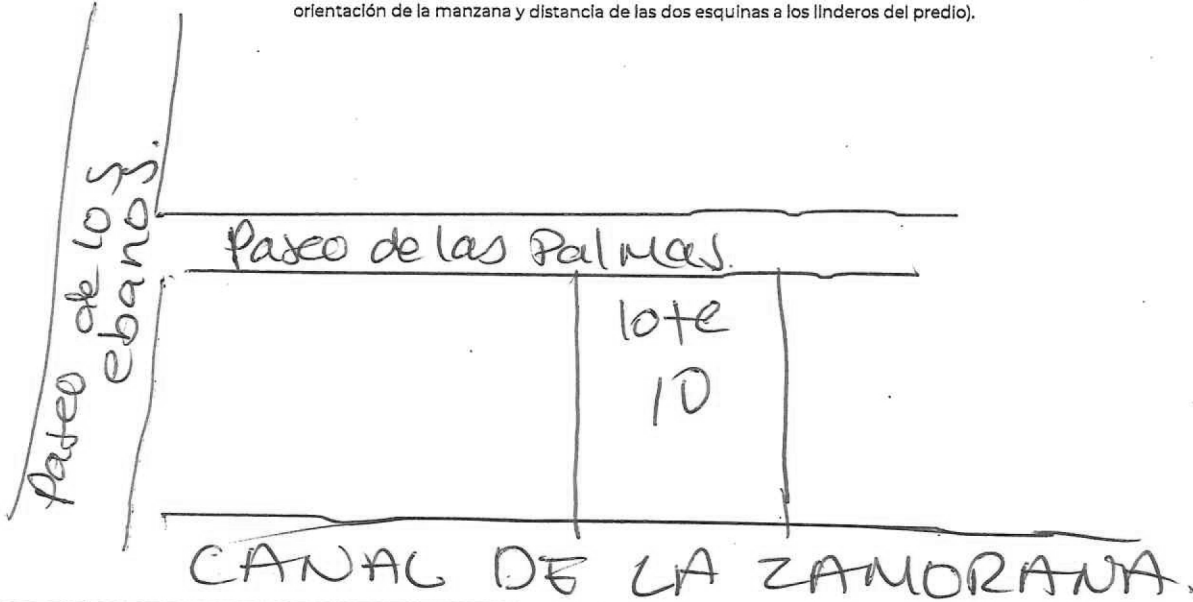 orientación de la manzana y distancia de las dos esquinas a los linderos del predio).
Paseo de los
ebanos.
Paseo de las Palmas.
lote
10
CANAL DE LA ZAMORANA.